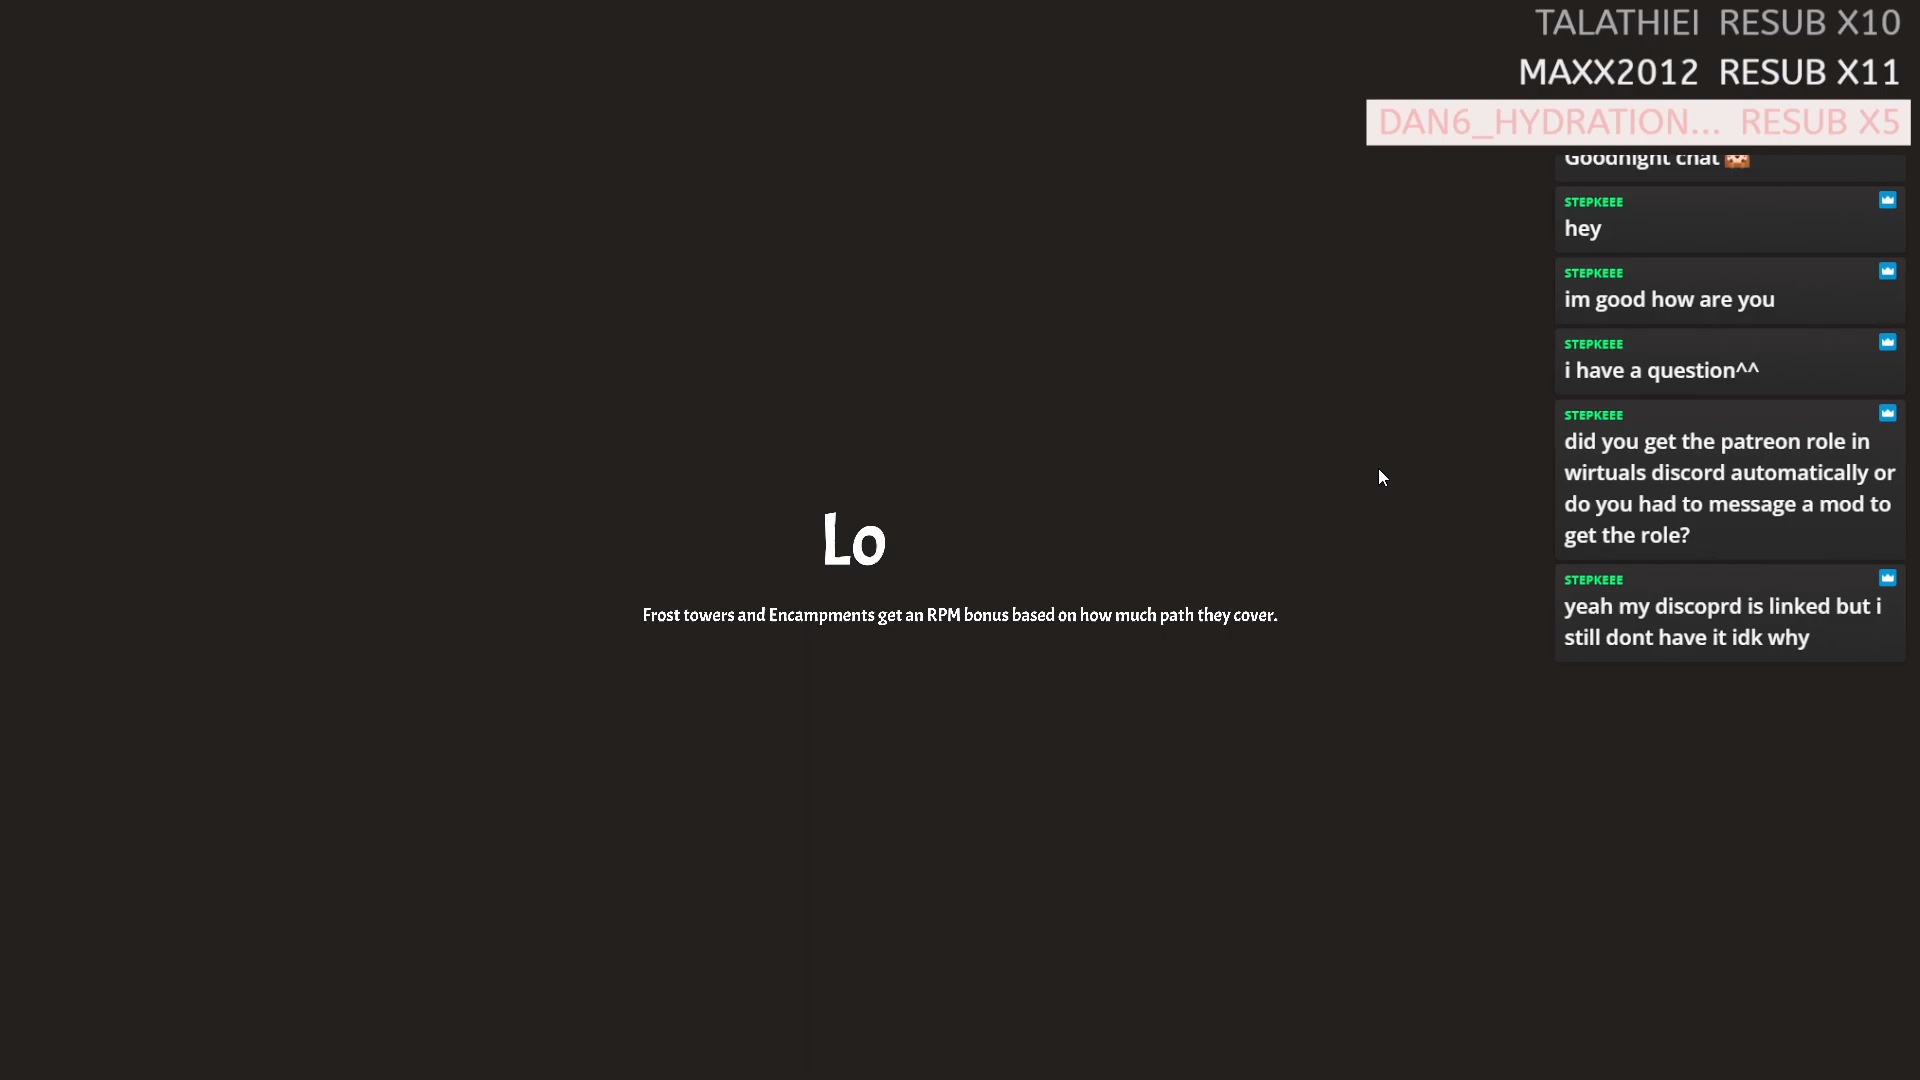 TALATHIEI RESUB X10
MAXX2012 RESUB X11
DAN6_HYDRATION... RESUB X5
Goodnight chat
STEPKEEE
hey
STEPKEEE
im good how are you
STEPKEEE
i have a question^^
STEPKEEE
did you get the patreon role in
wirtuals discord automatically or
do you had to message a mod to
get the role?
STEPKEEE
yeah my discoprd is linked but i
still dont have it idk why
Lo
Frost towers and Encampments get an RPM bonus based on how much path they cover.